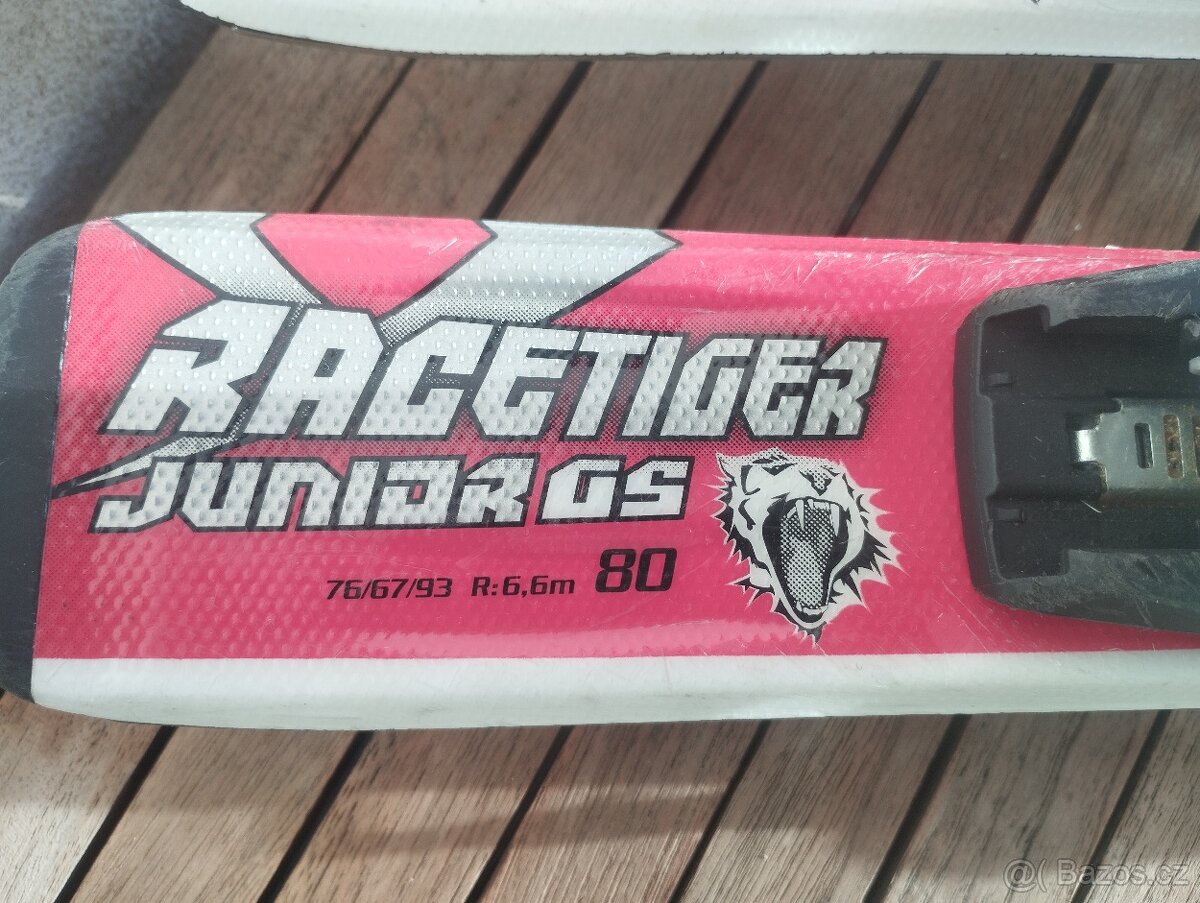 RACETIGER
JUNIOR GS
76/67/93 R:6,6m 80
@( Bazos.cz